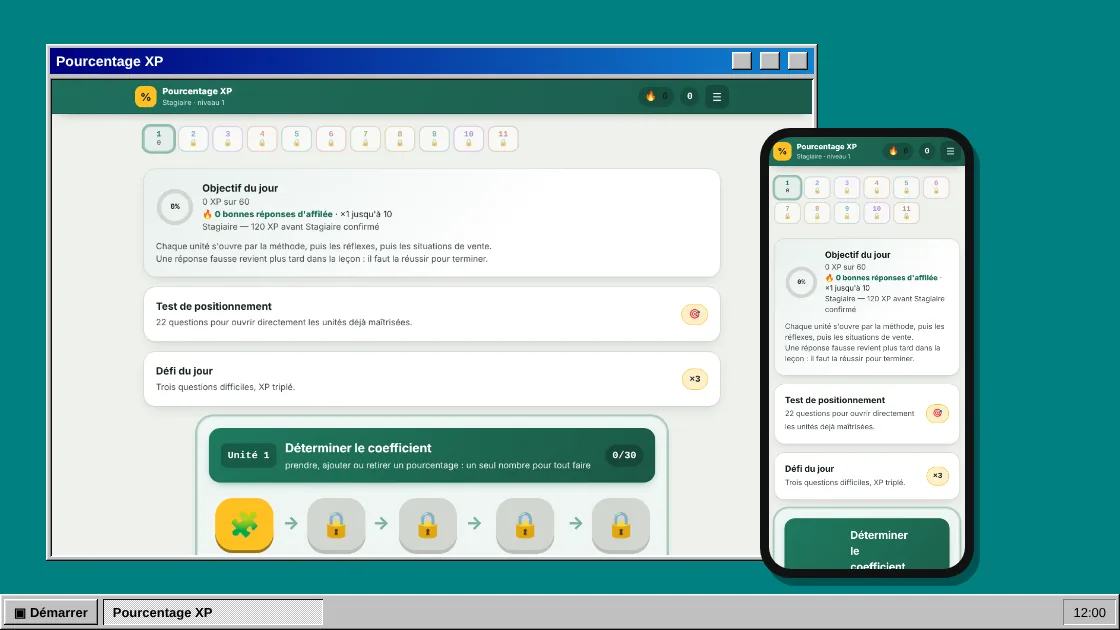 Pourcentage XP
% Pourcentage XP
Stagiaire · niveau 1
0 0
1 2 3 4 5 6 7 8 9 10 11
0
0%
Objectif du jour
0 XP sur 60
0 bonnes réponses d'affilée · ×1 jusqu'à 10
Stagiaire — 120 XP avant Stagiaire confirmé
Chaque unité s'ouvre par la méthode, puis les réflexes, puis les situations de vente.
Une réponse fausse revient plus tard dans la leçon : il faut la réussir pour terminer.
Test de positionnement
22 questions pour ouvrir directement les unités déjà maîtrisées.
Défi du jour
Trois questions difficiles, XP triplé.
×3
Unité 1
Déterminer le coefficient
prendre, ajouter ou retirer un pourcentage : un seul nombre pour tout faire
0/30
% Pourcentage XP
Stagiaire · niveau 1
0 0
1 2 3 4 5 6
0
7 8 9 10 11
0%
Objectif du jour
0 XP sur 60
0 bonnes réponses d'affilée ·
×1 jusqu'à 10
Stagiaire — 120 XP avant Stagiaire
confirmé
Chaque unité s'ouvre par la méthode, puis les
réflexes, puis les situations de vente.
Une réponse fausse revient plus tard dans la
leçon : il faut la réussir pour terminer.
Test de positionnement
22 questions pour ouvrir directement
les unités déjà maîtrisées.
Défi du jour
Trois questions difficiles, XP triplé.
×3
Déterminer
le
coefficient
Démarrer
Pourcentage XP
12:00